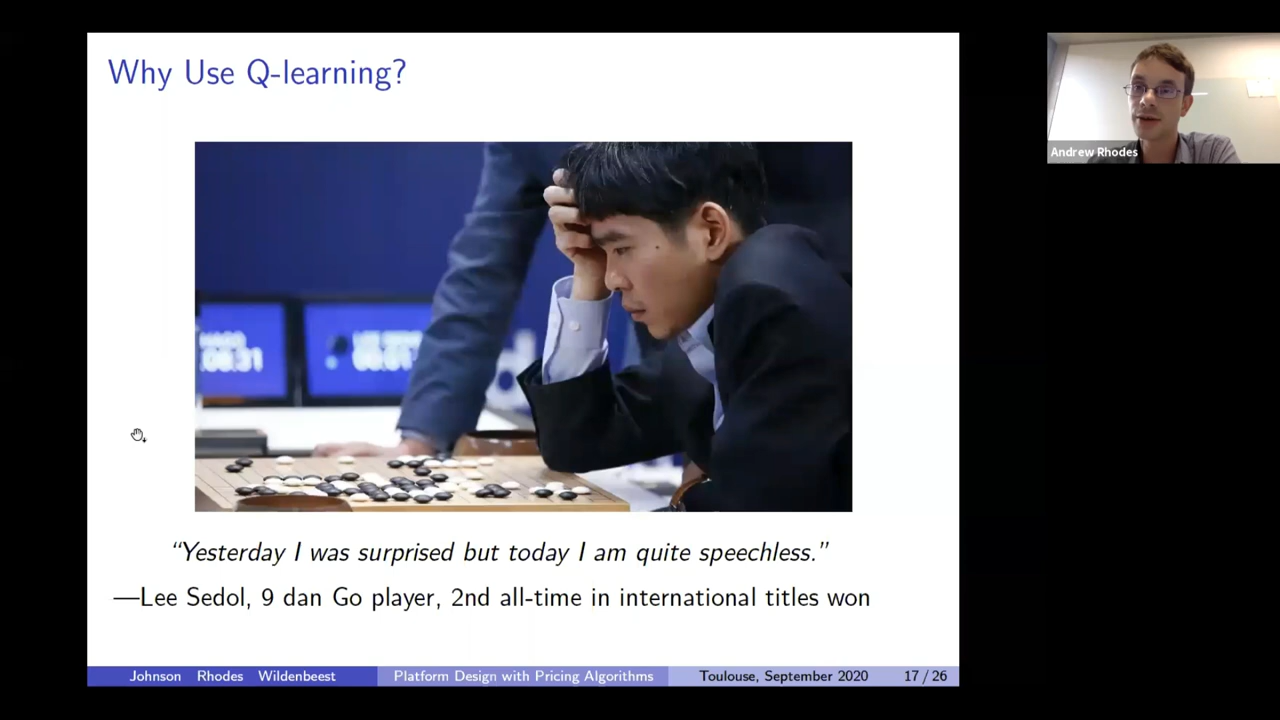 Why Use Q-learning?
Andrew Rhodes
“Yesterday I was surprised but today I am quite speechless.”
—Lee Sedol, 9 dan Go player, 2nd all-time in international titles won
Johnson Rhodes Wildenbeest Platform Design with Pricing Algorithms Toulouse, September 2020 17 / 26